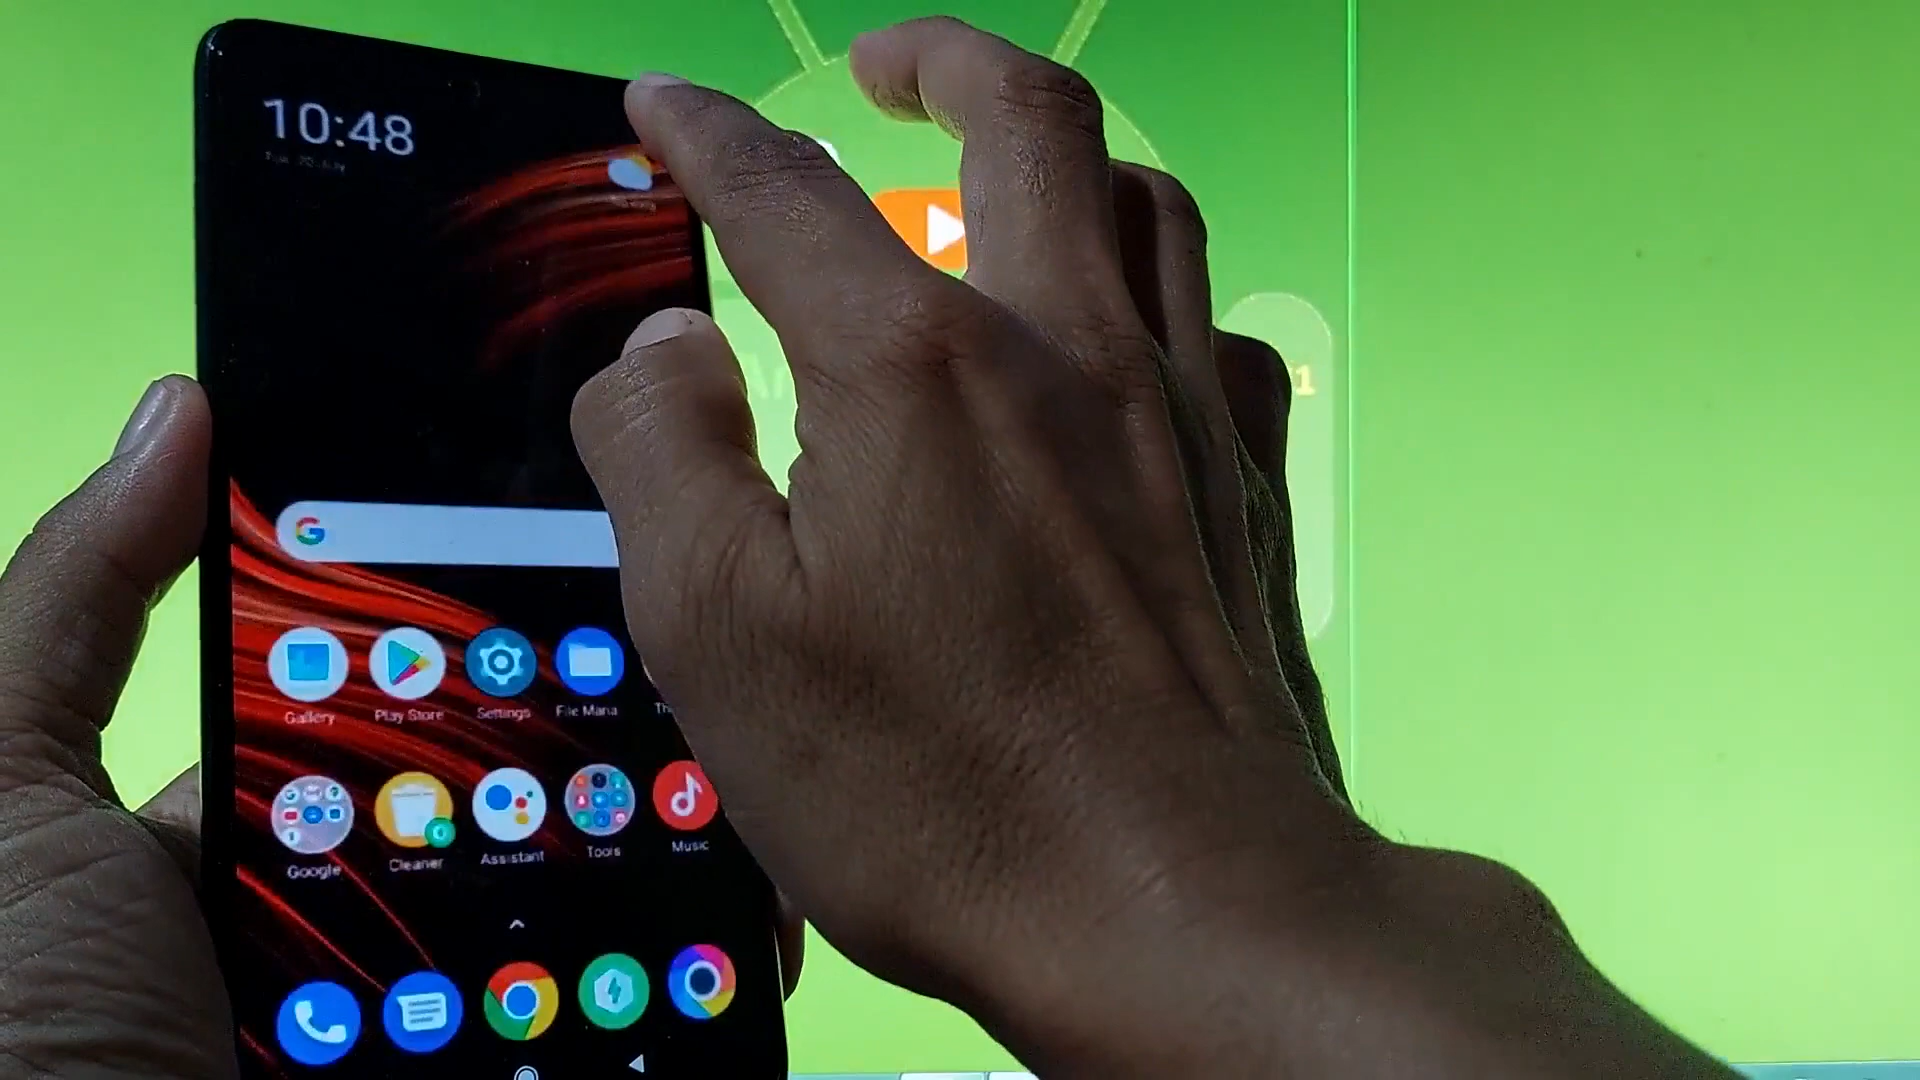 10:48
Gallery
Play Store
Settings
File Mana
Google
Cleaner
Assistant
Tools
Music